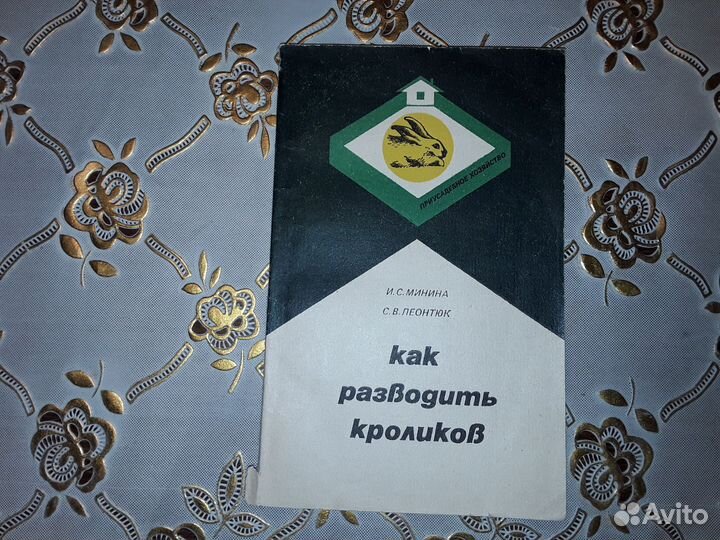 ПРИУСАДЕБНОЕ ХОЗЯЙСТВО
И.С.МИНИНА
С.В.ЛЕОНТЮК
как
разводить
кроликов
Avito